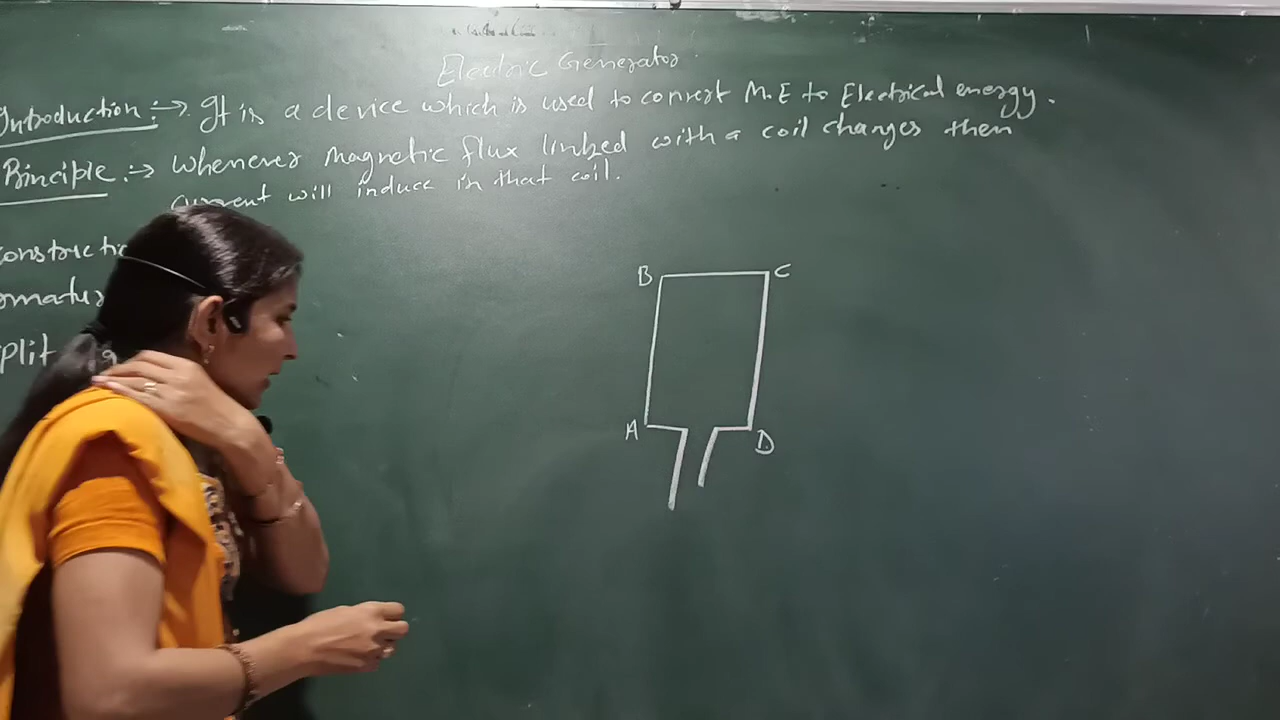 Electric Generator
Introduction :→ It is a device which is used to convert M.E to Electrical energy.
Principle :→ Whenever magnetic flux linked with a coil changes then
current will induce in that coil.
B C
A D